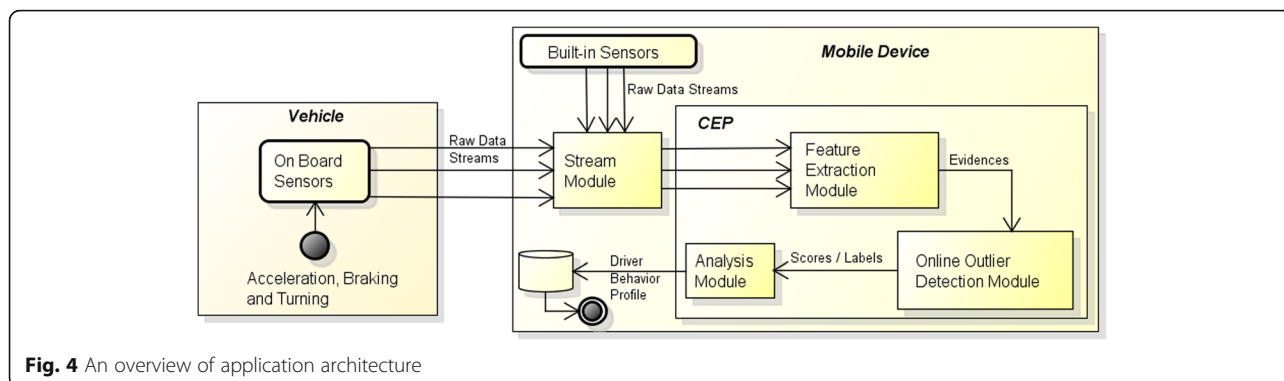 Built-in Sensors
Mobile Device
Raw Data Streams
Vehicle
CEP
On Board
Sensors
Raw Data
Streams
Stream
Module
Feature
Extraction
Module
Evidences
Acceleration, Braking
and Turning
Driver
Behavior
Profile
Analysis
Module
Scores / Labels
Online Outlier
Detection Module
Fig. 4 An overview of application architecture